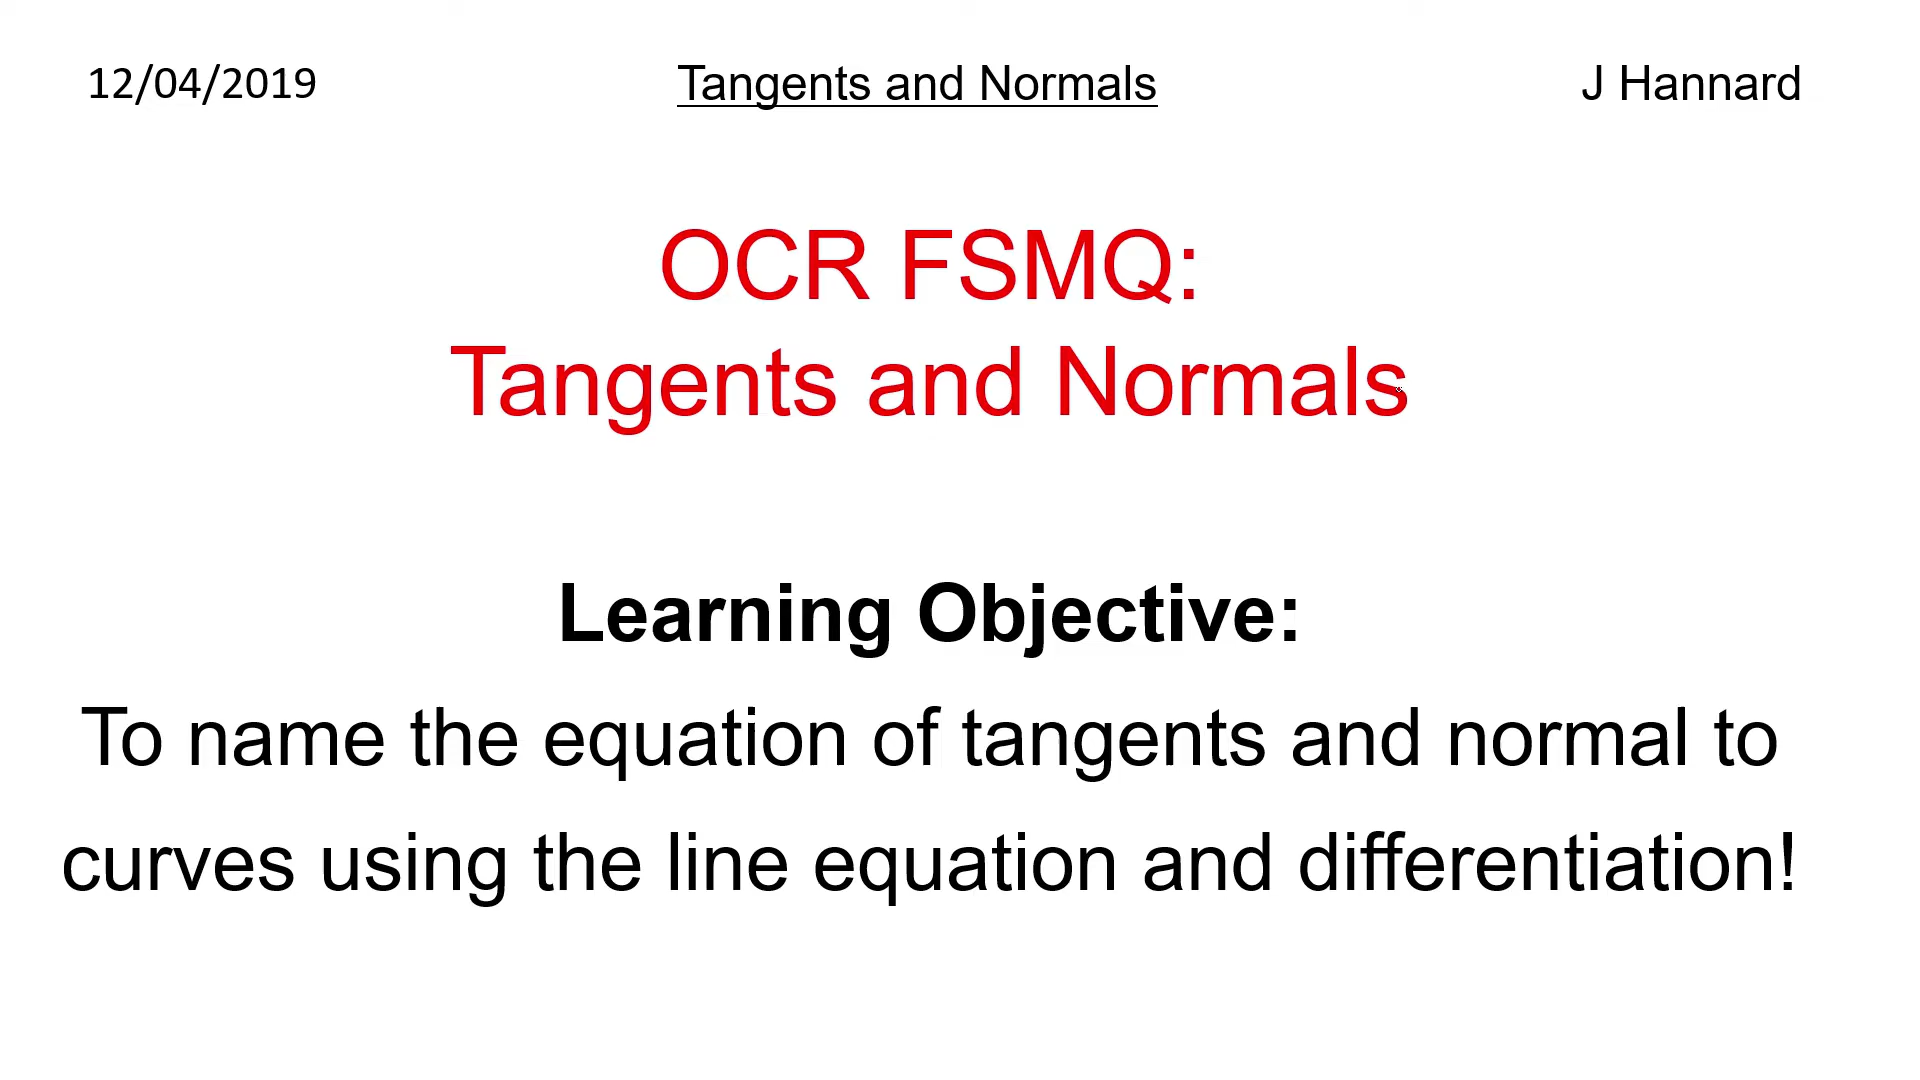 12/04/2019 Tangents and Normals J Hannard
OCR FSMQ:
Tangents and Normals
Learning Objective:
To name the equation of tangents and normal to
curves using the line equation and differentiation!